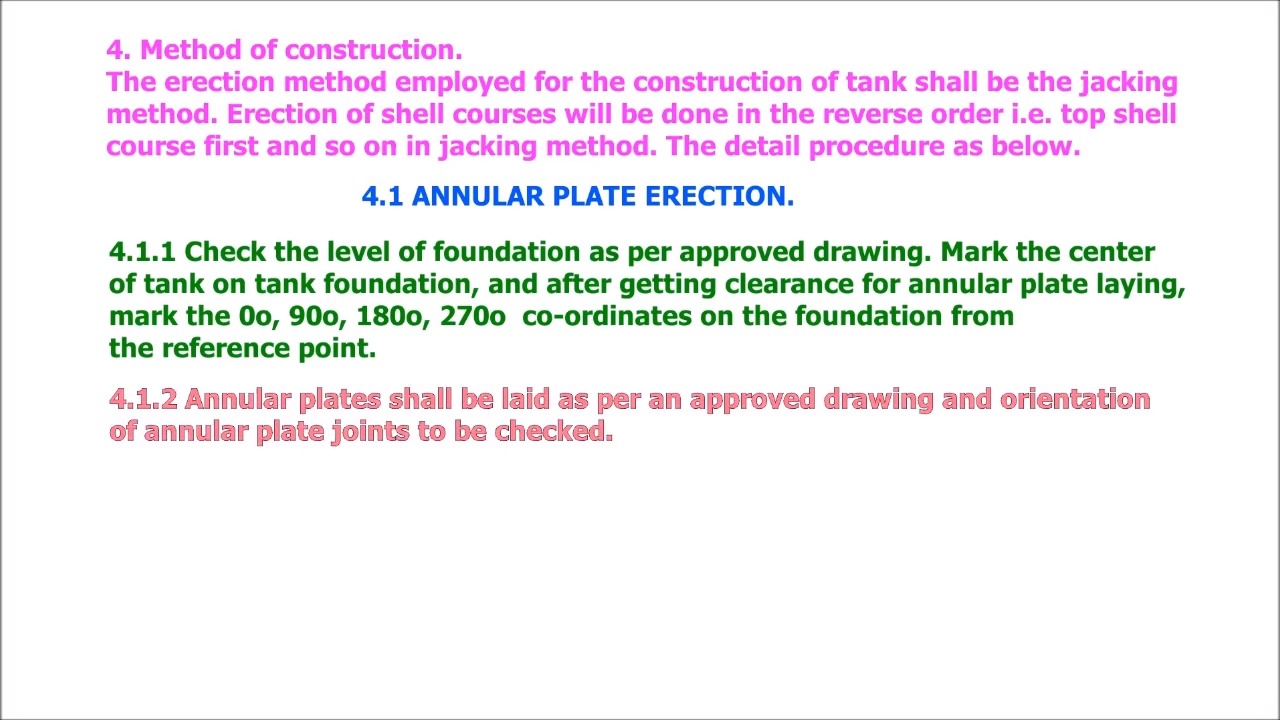 4. Method of construction.
The erection method employed for the construction of tank shall be the jacking
method. Erection of shell courses will be done in the reverse order i.e. top shell
course first and so on in jacking method. The detail procedure as below.
4.1 ANNULAR PLATE ERECTION.
4.1.1 Check the level of foundation as per approved drawing. Mark the center
of tank on tank foundation, and after getting clearance for annular plate laying,
mark the 0o, 90o, 180o, 270o  co-ordinates on the foundation from
the reference point.
4.1.2 Annular plates shall be laid as per an approved drawing and orientation
of annular plate joints to be checked.